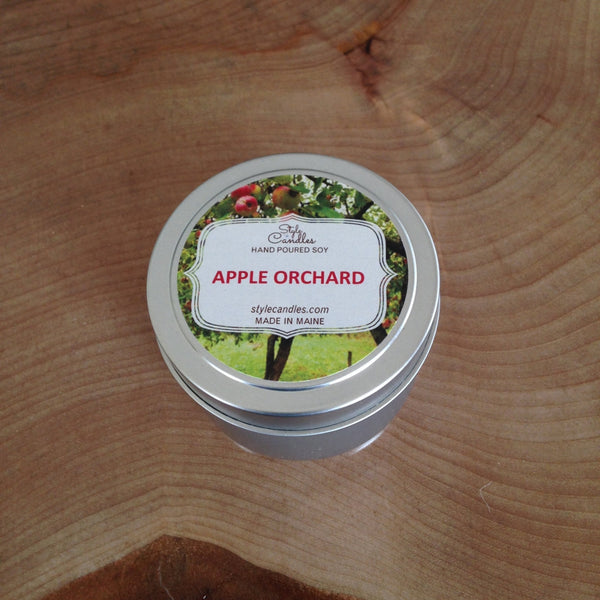 Style
Candles
HAND POURED SOY
APPLE ORCHARD
stylecandles.com
MADE IN MAINE